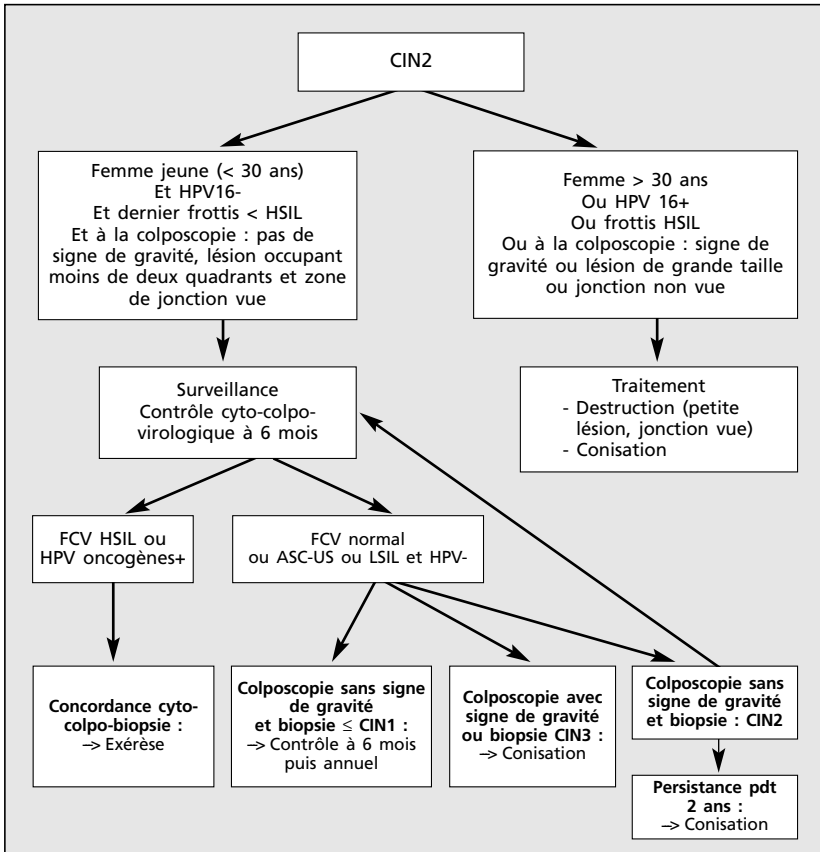 CIN2
Femme jeune (< 30 ans)
Et HPV16-
Et dernier frottis < HSIL
Et à la colposcopie : pas de
signe de gravité, lésion occupant
moins de deux quadrants et zone
de jonction vue
Femme > 30 ans
Ou HPV 16+
Ou frottis HSIL
Ou à la colposcopie : signe de
gravité ou lésion de grande taille
ou jonction non vue
Surveillance
Contrôle cyto-colpo-
virologique à 6 mois
Traitement
- Destruction (petite
lésion, jonction vue)
- Conisation
FCV HSIL ou
HPV oncogènes+
FCV normal
ou ASC-US ou LSIL et HPV-
Concordance cyto-
colpo-biopsie :
–> Exérèse
Colposcopie sans signe
de gravité
et biopsie ≤ CIN1 :
–> Contrôle à 6 mois
puis annuel
Colposcopie avec
signe de gravité
ou biopsie CIN3 :
–> Conisation
Colposcopie sans
signe de gravité
et biopsie : CIN2
Persistance pdt
2 ans :
–> Conisation